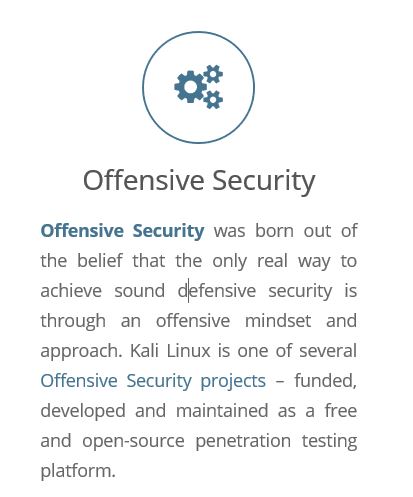 Offensive Security
Offensive Security was born out of
the belief that the only real way to
achieve sound defensive security is
through an offensive mindset and
approach. Kali Linux is one of several
Offensive Security projects – funded,
developed and maintained as a free
and open-source penetration testing
platform.